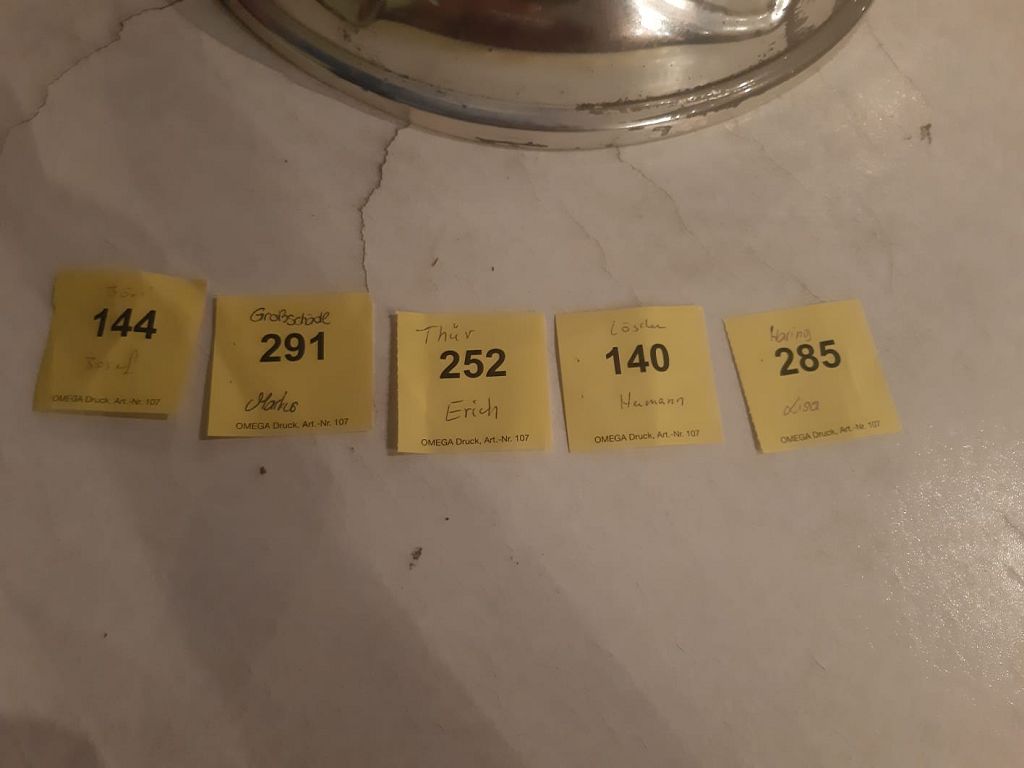 144
Josef
OMEGA Druck, Art.-Nr. 107
Großschädl
291
Markus
OMEGA Druck, Art.-Nr. 107
Thür
252
Erich
OMEGA Druck, Art.-Nr. 107
140
Hermann
OMEGA Druck, Art.-Nr. 107
Haring
285
Lisa
OMEGA Druck, Art.-Nr. 107